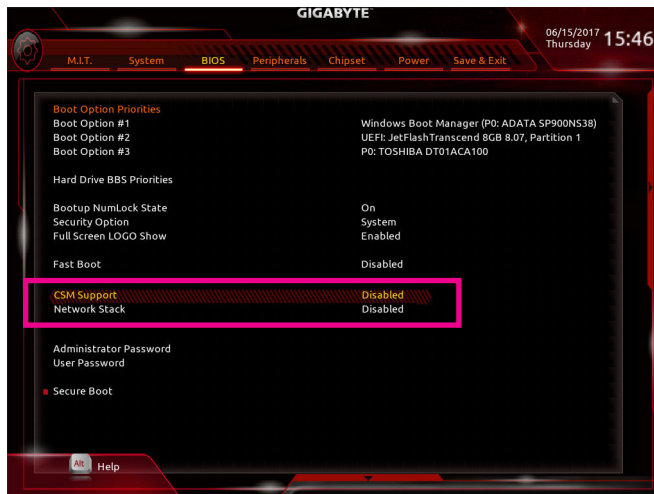 GIGABYTE™
06/15/2017
Thursday 15:46
M.I.T. System BIOS Peripherals Chipset Power Save & Exit
Boot Option Priorities
Boot Option #1 Windows Boot Manager (P0: ADATA SP900NS38)
Boot Option #2 UEFI: JetFlashTranscend 8GB 8.07, Partition 1
Boot Option #3 P0: TOSHIBA DT01ACA100
Hard Drive BBS Priorities
Bootup NumLock State On
Security Option System
Full Screen LOGO Show Enabled
Fast Boot Disabled
CSM Support Disabled
Network Stack Disabled
Administrator Password
User Password
Secure Boot
Alt Help